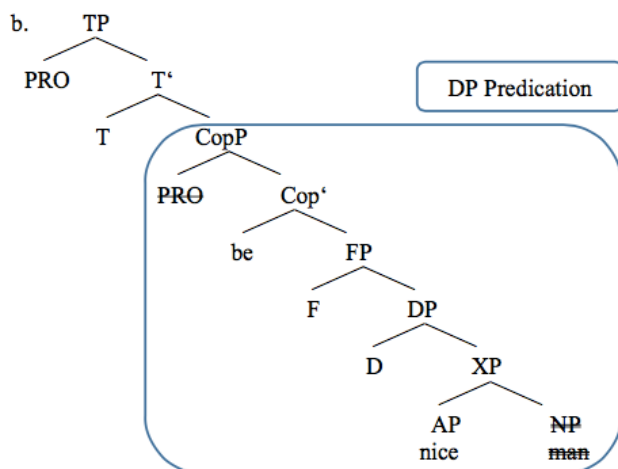 b. TP
PRO T‘
DP Predication
T CopP
PRO Cop‘
be FP
F DP
D XP
AP NP
nice man